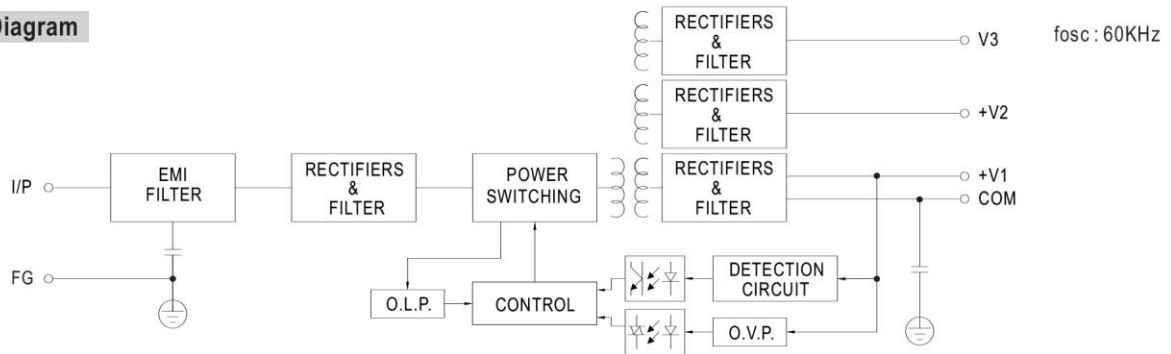 Diagram
RECTIFIERS
&
FILTER
V3
fosc : 60KHz
RECTIFIERS
&
FILTER
+V2
I/P
EMI
FILTER
RECTIFIERS
&
FILTER
POWER
SWITCHING
RECTIFIERS
&
FILTER
+V1
COM
FG
O.L.P.
CONTROL
DETECTION
CIRCUIT
O.V.P.